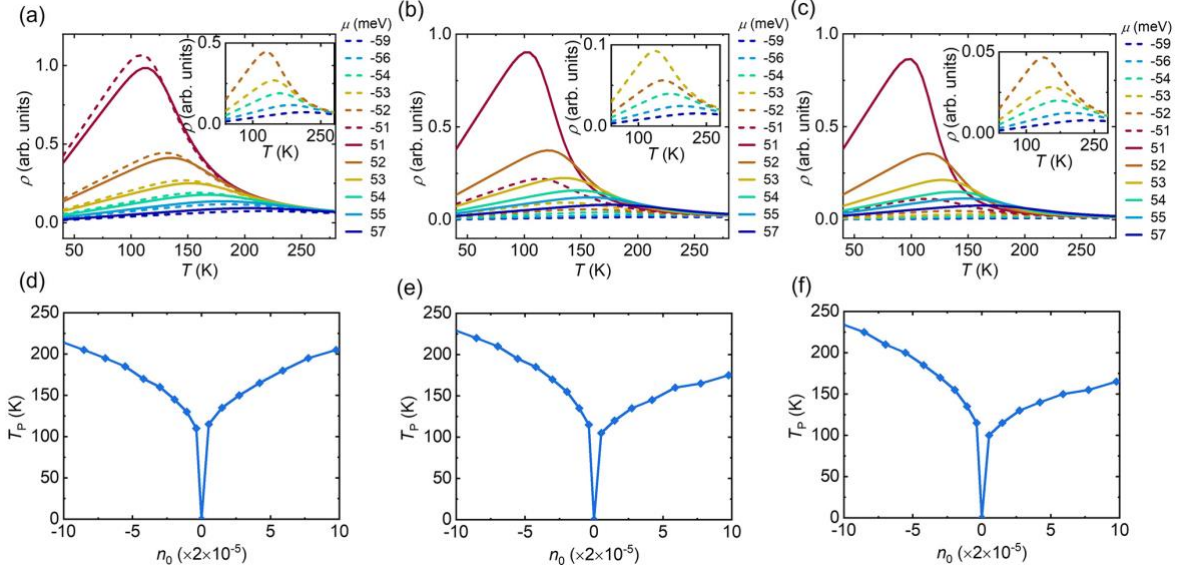 (a)
ρ (arb. units)
1.0
0.5
0.0
50 100 150 200 250
T (K)
ρ (arb. units)
0.5
0.0
100 250
T (K)
μ (meV)
-59
-56
-54
-53
-52
-51
51
52
53
54
55
57
(b)
ρ (arb. units)
1.0
0.5
0.0
50 100 150 200 250
T (K)
ρ (arb. units)
0.1
0.0
100 250
T (K)
μ (meV)
-59
-56
-54
-53
-52
-51
51
52
53
54
55
57
(c)
ρ (arb. units)
1.0
0.5
0.0
50 100 150 200 250
T (K)
ρ (arb. units)
0.05
0.00
100 250
T (K)
μ (meV)
-59
-56
-54
-53
-52
-51
51
52
53
54
55
57
(d)
T_P (K)
250
200
150
100
50
0
-10 -5 0 5 10
n₀ (×2×10⁻⁵)
(e)
T_P (K)
250
200
150
100
50
0
-10 -5 0 5 10
n₀ (×2×10⁻⁵)
(f)
T_P (K)
250
200
150
100
50
0
-10 -5 0 5 10
n₀ (×2×10⁻⁵)